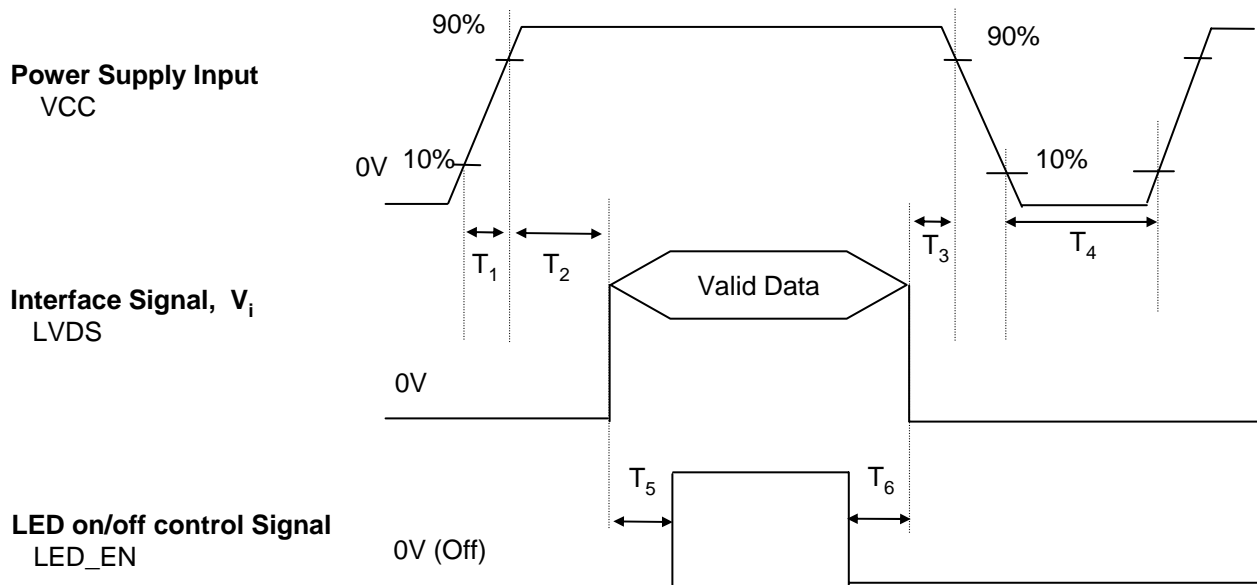 90%
90%
Power Supply Input
VCC
0V
10%
10%
T1
T2
T3
T4
Valid Data
Interface Signal, Vi
LVDS
0V
T5
T6
LED on/off control Signal
LED_EN
0V (Off)